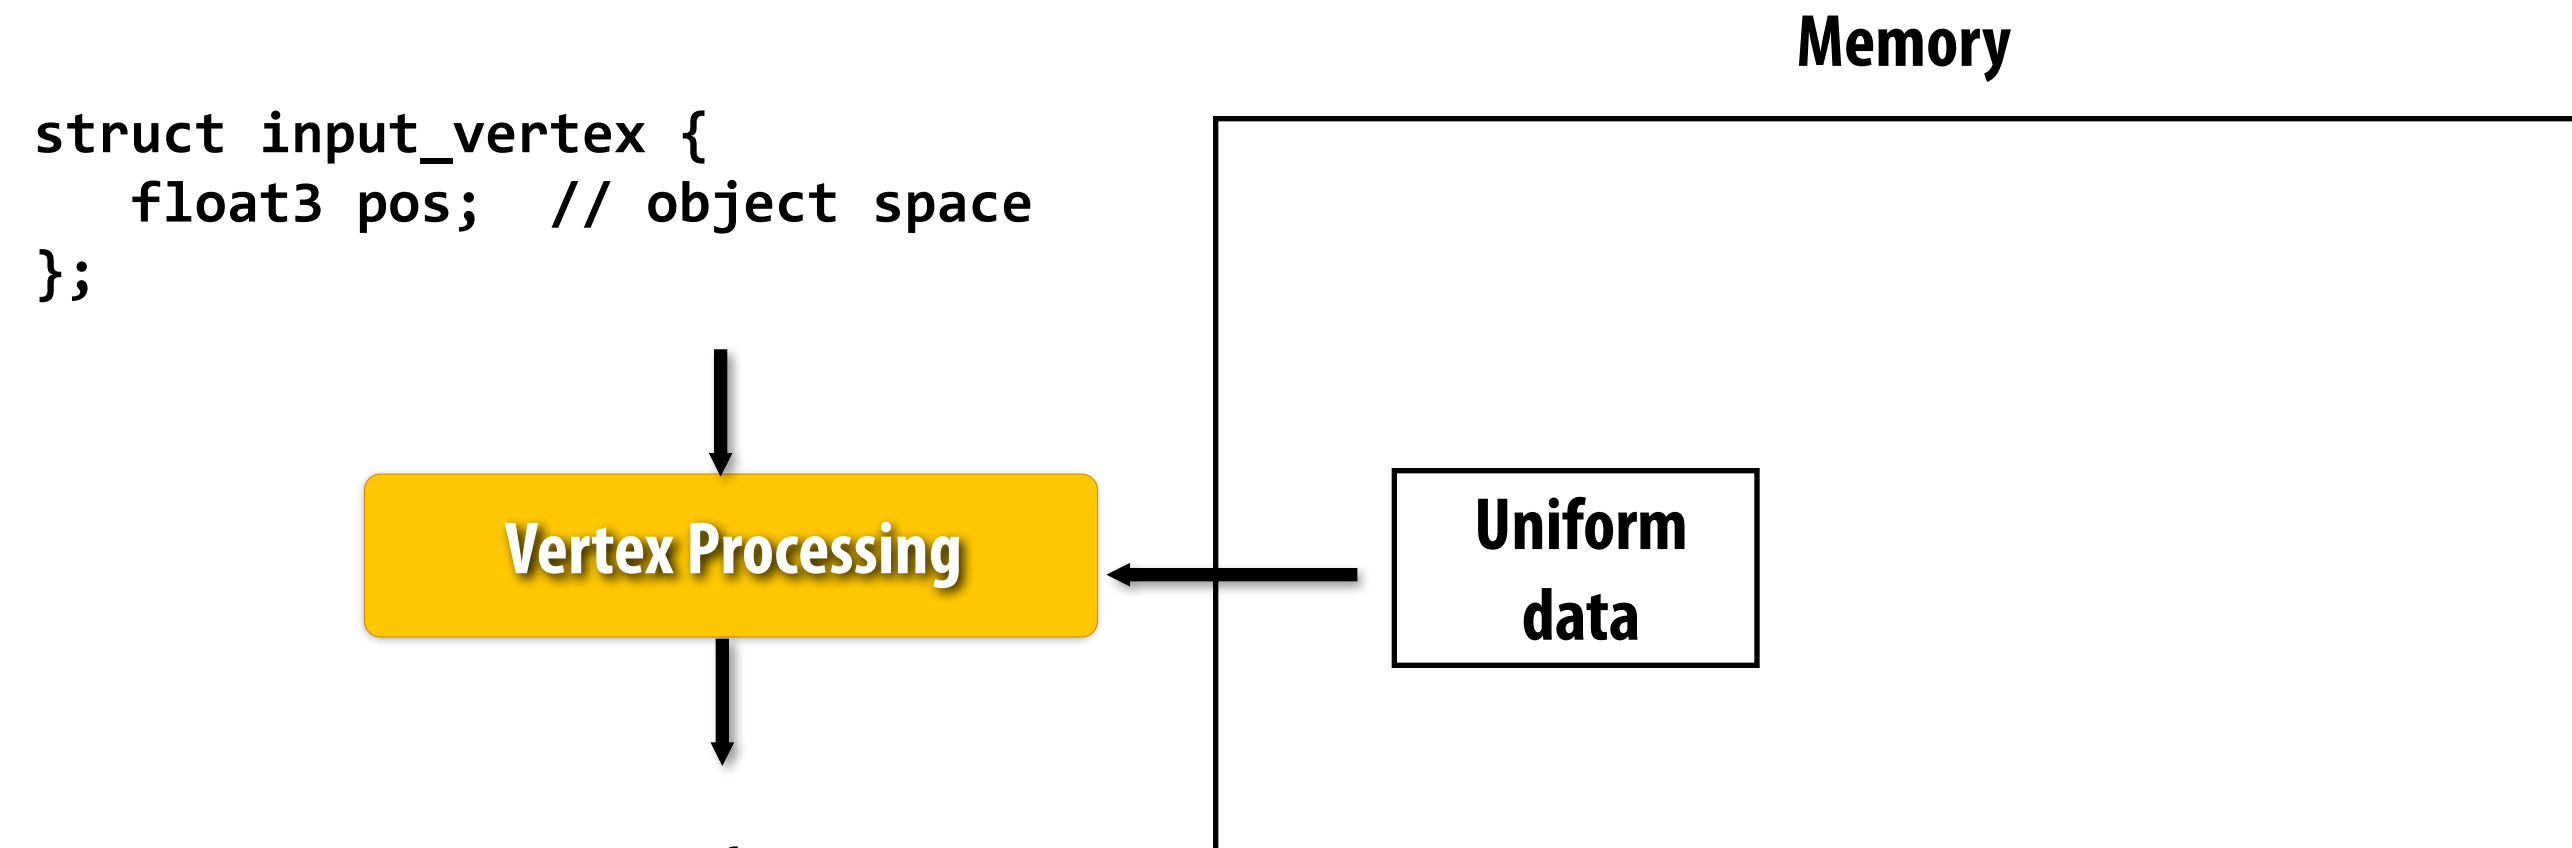 Memory
struct input_vertex {
   float3 pos;  // object space
};
Vertex Processing
Uniform
data